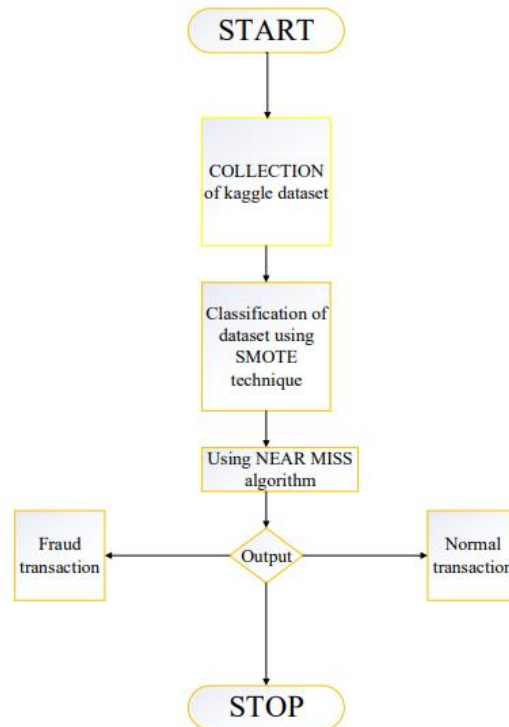 START
COLLECTION
of kaggle dataset
Classification of
dataset using
SMOTE
technique
Using NEAR MISS
algorithm
Fraud
transaction
Output
Normal
transaction
STOP